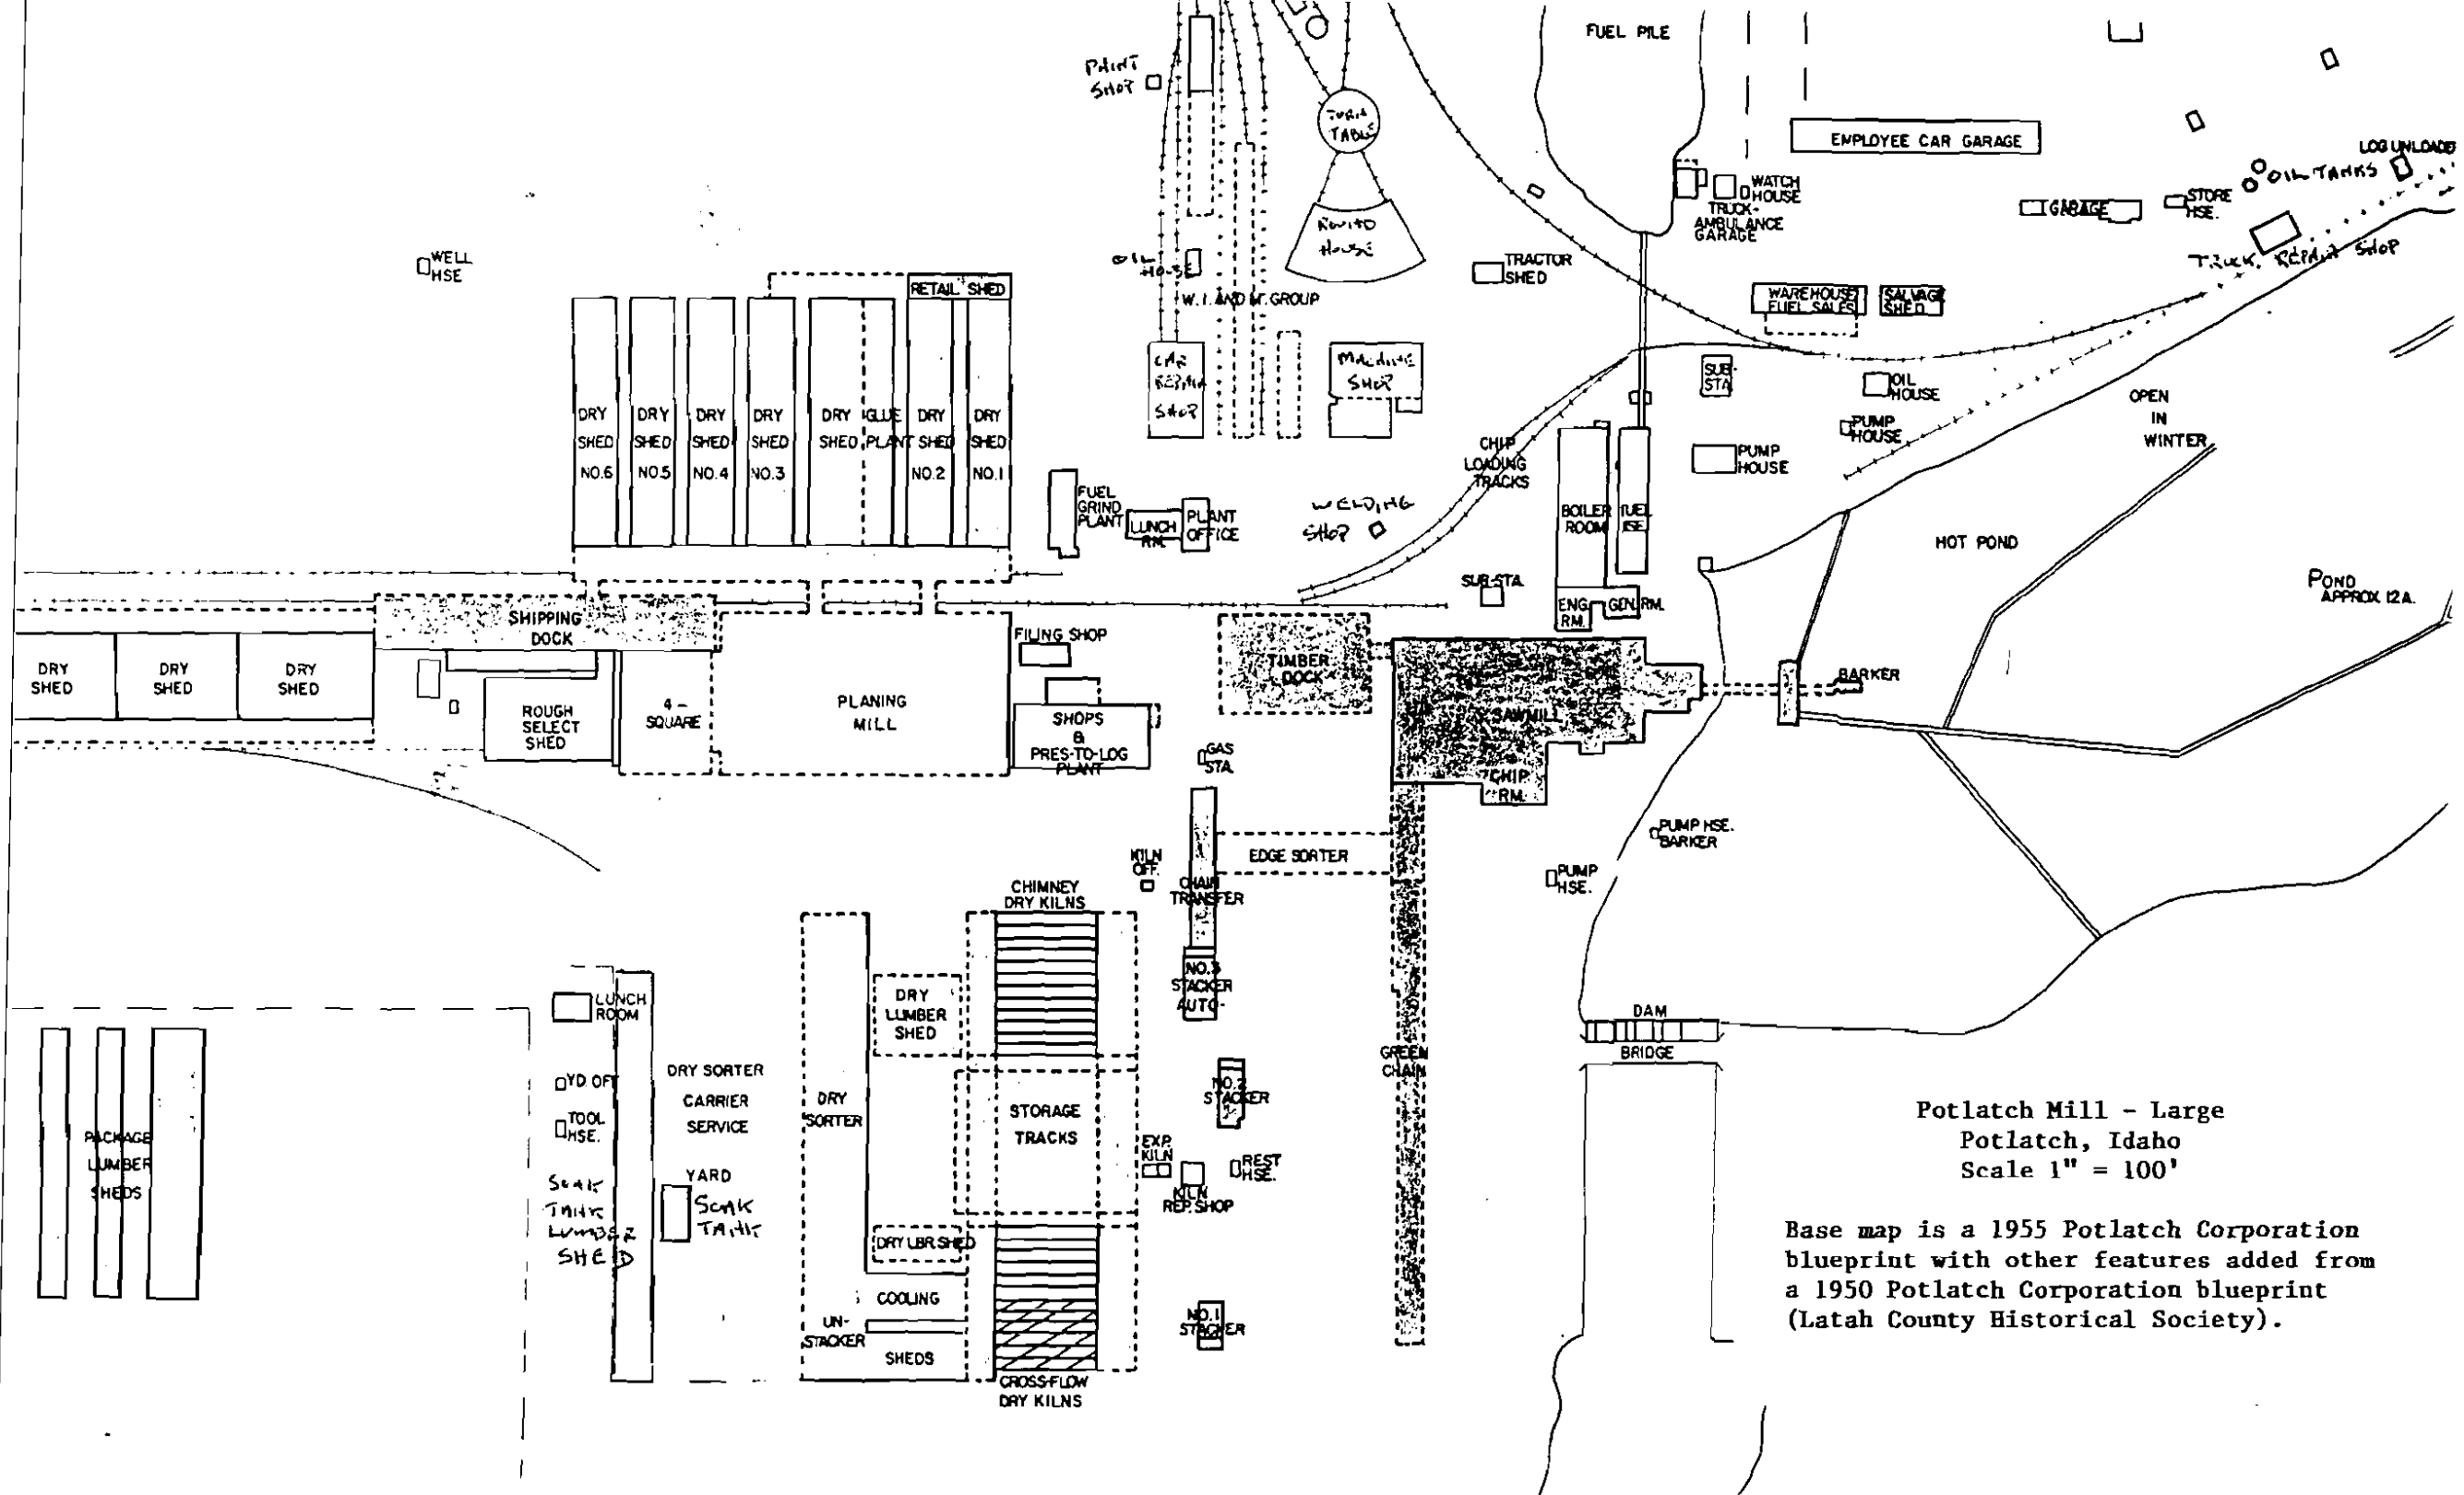 FUEL PILE
PAINT
SHOP
TURN
TABLE
EMPLOYEE CAR GARAGE
LOG UNLOADER
OIL TANKS
WATCH
HOUSE
TRUCK-
AMBULANCE
GARAGE
GARAGE
STORE
HSE.
ROUND
HOUSE
TRUCK REPAIR SHOP
WELL
HSE
OIL
HOUSE
TRACTOR
SHED
RETAIL SHED
W. I. AND M. GROUP
WAREHOUSE
FUEL SALES
SALVAGE
SHED
CAR
REPAIR
SHOP
MACHINE
SHOP
SUB-
STA.
OIL
HOUSE
OPEN
IN
WINTER
DRY
SHED
NO.6
DRY
SHED
NO.5
DRY
SHED
NO.4
DRY
SHED
NO.3
DRY
SHED
GLUE
PLANT
DRY
SHED
NO.2
DRY
SHED
NO.1
CHIP
LOADING
TRACKS
PUMP
HOUSE
PUMP
HOUSE
FUEL
GRIND
PLANT
LUNCH
RM.
PLANT
OFFICE
WELDING
SHOP
BOILER
ROOM
FUEL
HSE.
HOT POND
POND
APPROX 12A.
SUB-STA.
ENG.
RM.
GEN. RM.
SHIPPING
DOCK
FILING SHOP
TIMBER
DOCK
DRY
SHED
DRY
SHED
DRY
SHED
ROUGH
SELECT
SHED
4-
SQUARE
PLANING
MILL
SHOPS
&
PRES-TO-LOG
PLANT
SAWMILL
BARKER
GAS
STA.
CHIP
RM.
PUMP HSE.
BARKER
KILN
OFF.
EDGE SORTER
CHAIN
TRANSFER
PUMP
HSE.
CHIMNEY
DRY KILNS
NO.3
STACKER
AUTO-
LUNCH
ROOM
DRY
LUMBER
SHED
DAM
BRIDGE
GREEN
CHAIN
YD. OFF
DRY SORTER
CARRIER
SERVICE
YARD
DRY
SORTER
STORAGE
TRACKS
NO.2
STACKER
TOOL
HSE.
PACKAGE
LUMBER
SHEDS
EXP.
KILN
KILN
REP. SHOP
REST
HSE.
SOAK
TANK
LUMBER
SHED
SOAK
TANK
DRY LBR. SHED
COOLING
SHEDS
UN-
STACKER
NO.1
STACKER
CROSS-FLOW
DRY KILNS
Potlatch Mill - Large
Potlatch, Idaho
Scale 1" = 100'
Base map is a 1955 Potlatch Corporation
blueprint with other features added from
a 1950 Potlatch Corporation blueprint
(Latah County Historical Society).